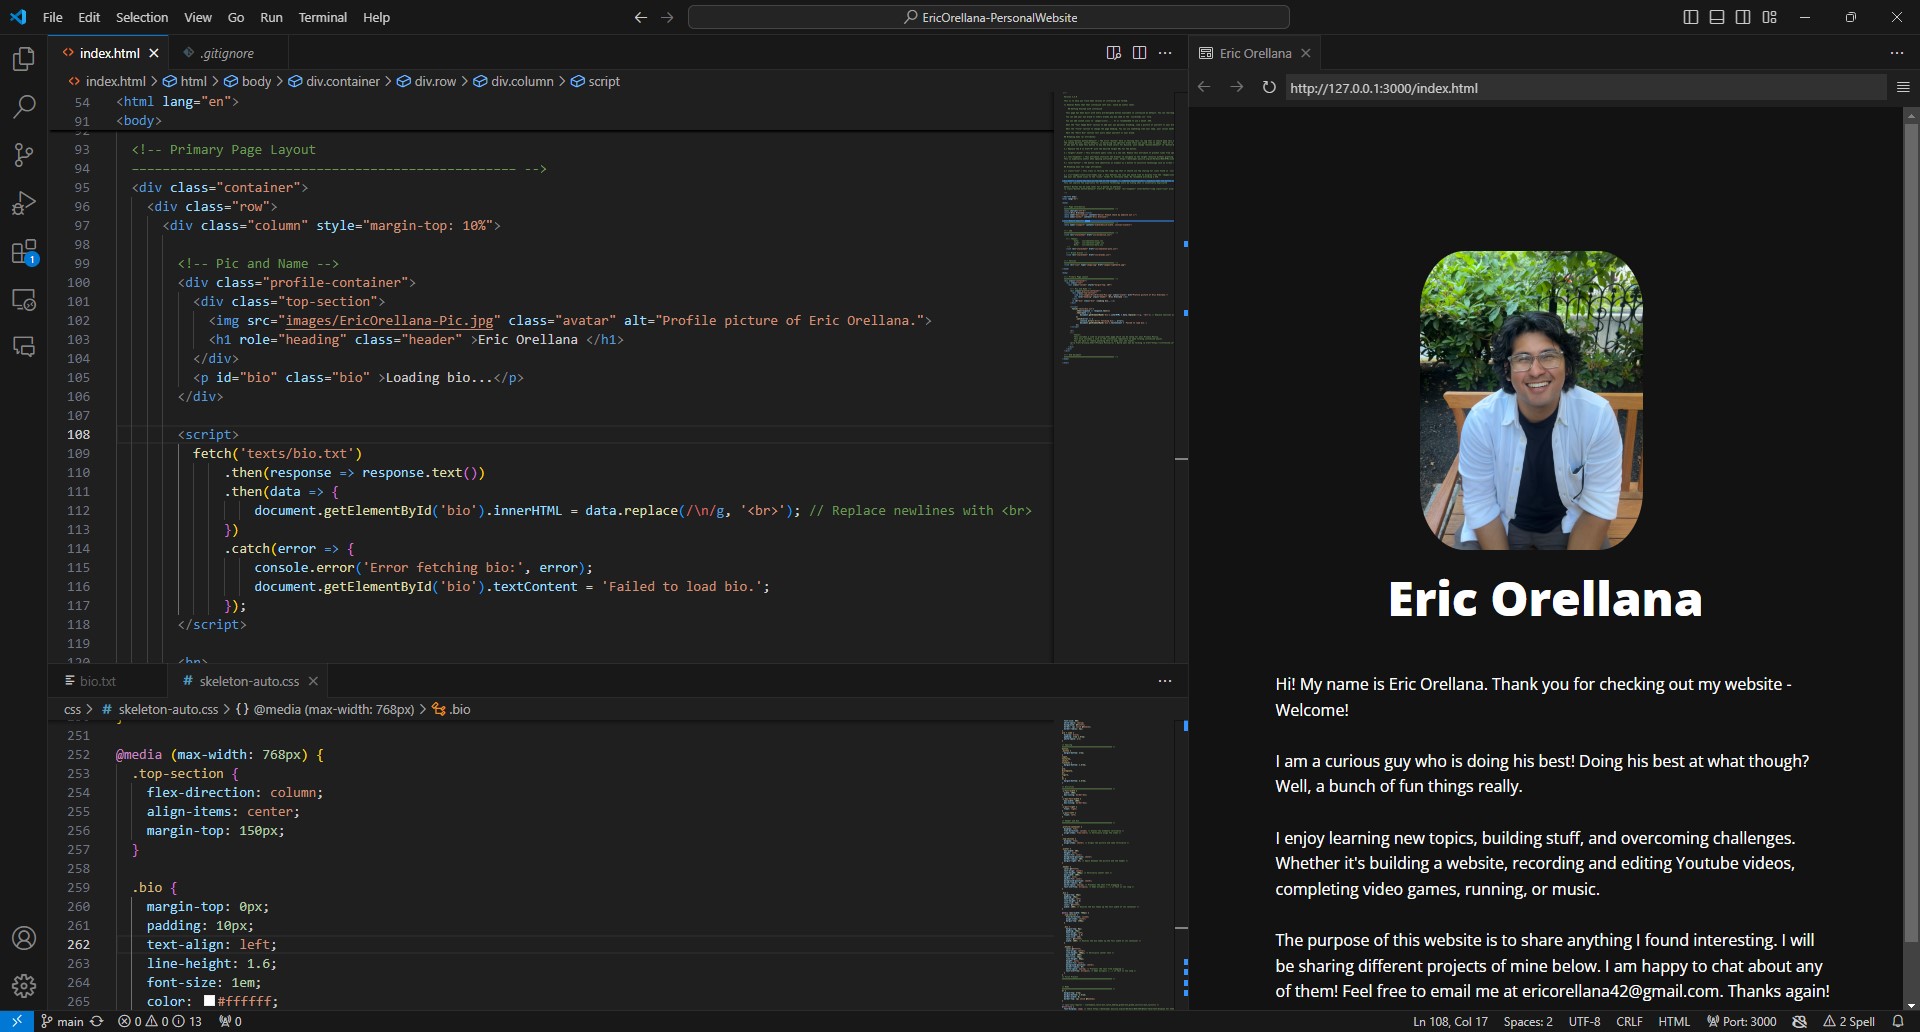 File Edit Selection View Go Run Terminal Help
EricOrellana-PersonalWebsite
index.html
.gitignore
index.html > html > body > div.container > div.row > div.column > script
54 <html lang="en">
91 <body>
92
93 <!-- Primary Page Layout
94 –––––––––––––––––––––––––––––––––––––––––––––––––– -->
95 <div class="container">
96 <div class="row">
97 <div class="column" style="margin-top: 10%">
98
99 <!-- Pic and Name -->
100 <div class="profile-container">
101 <div class="top-section">
102 <img src="images/EricOrellana-Pic.jpg" class="avatar" alt="Profile picture of Eric Orellana.">
103 <h1 role="heading" class="header" >Eric Orellana </h1>
104 </div>
105 <p id="bio" class="bio" >Loading bio...</p>
106 </div>
107
108 <script>
109 fetch('texts/bio.txt')
110 .then(response => response.text())
111 .then(data => {
112 document.getElementById('bio').innerHTML = data.replace(/\n/g, '<br>'); // Replace newlines with <br>
113 })
114 .catch(error => {
115 console.error('Error fetching bio:', error);
116 document.getElementById('bio').textContent = 'Failed to load bio.';
117 });
118 </script>
119
120 <br>
bio.txt
skeleton-auto.css
css > skeleton-auto.css > {} @media (max-width: 768px) > .bio
251
252 @media (max-width: 768px) {
253 .top-section {
254 flex-direction: column;
255 align-items: center;
256 margin-top: 150px;
257 }
258
259 .bio {
260 margin-top: 0px;
261 padding: 10px;
262 text-align: left;
263 line-height: 1.6;
264 font-size: 1em;
265 color: #ffffff;
Eric Orellana
http://127.0.0.1:3000/index.html
Eric Orellana
Hi! My name is Eric Orellana. Thank you for checking out my website -
Welcome!
I am a curious guy who is doing his best! Doing his best at what though?
Well, a bunch of fun things really.
I enjoy learning new topics, building stuff, and overcoming challenges.
Whether it's building a website, recording and editing Youtube videos,
completing video games, running, or music.
The purpose of this website is to share anything I found interesting. I will
be sharing different projects of mine below. I am happy to chat about any
of them! Feel free to email me at ericorellana42@gmail.com. Thanks again!
1
main 0 0 13 0
Ln 108, Col 17 Spaces: 2 UTF-8 CRLF HTML Port: 3000 2 Spell